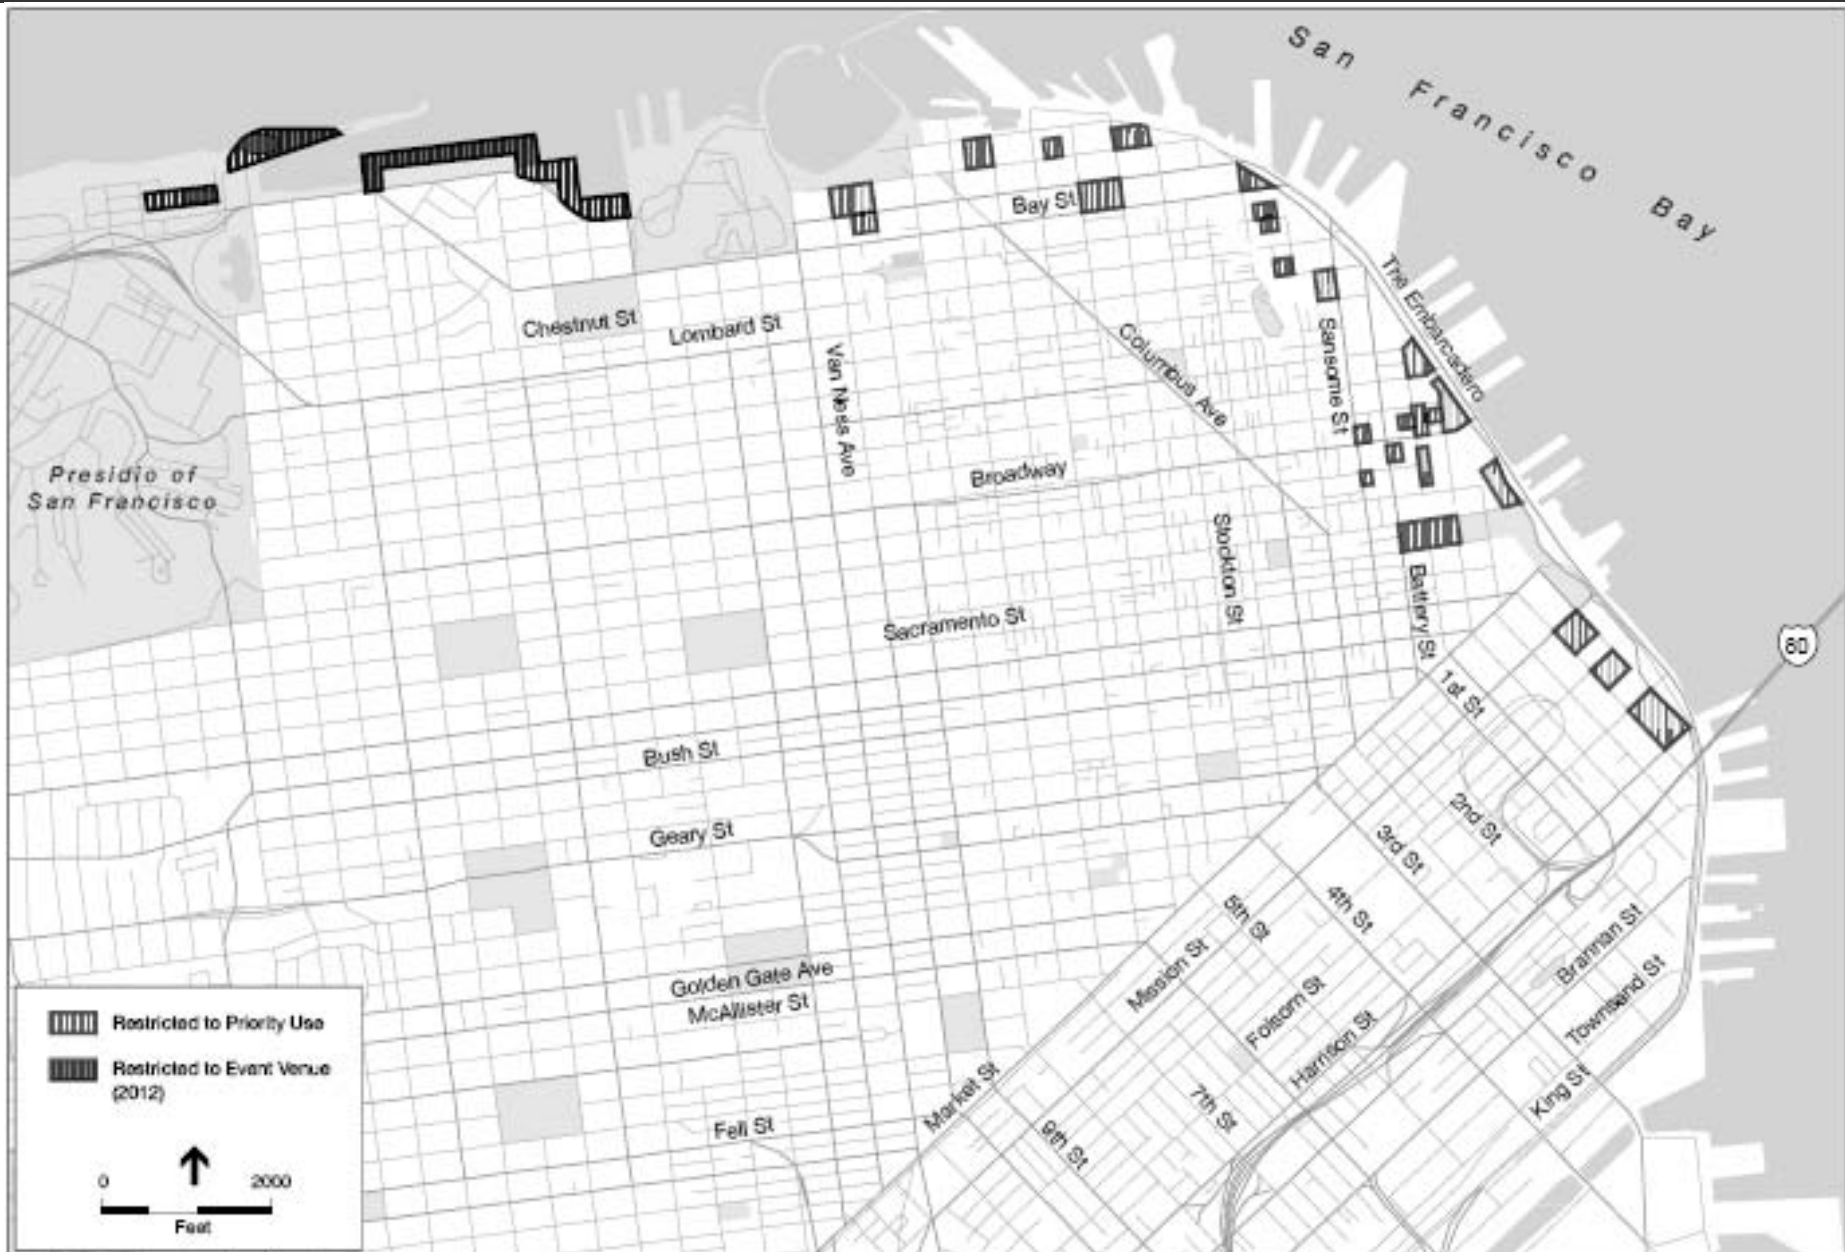 San Francisco Bay
Bay St
The Embarcadero
Chestnut St
Lombard St
Van Ness Ave
Columbus Ave
Sansome St
Presidio of
San Francisco
Broadway
Stockton St
Battery St
Sacramento St
80
1st St
Bush St
2nd St
Geary St
3rd St
4th St
5th St
Brannan St
Mission St
Golden Gate Ave
McAllister St
Folsom St
Townsend St
Harrison St
Market St
7th St
King St
Fell St
9th St
Restricted to Priority Use
Restricted to Event Venue
(2012)
0 2000
Feet